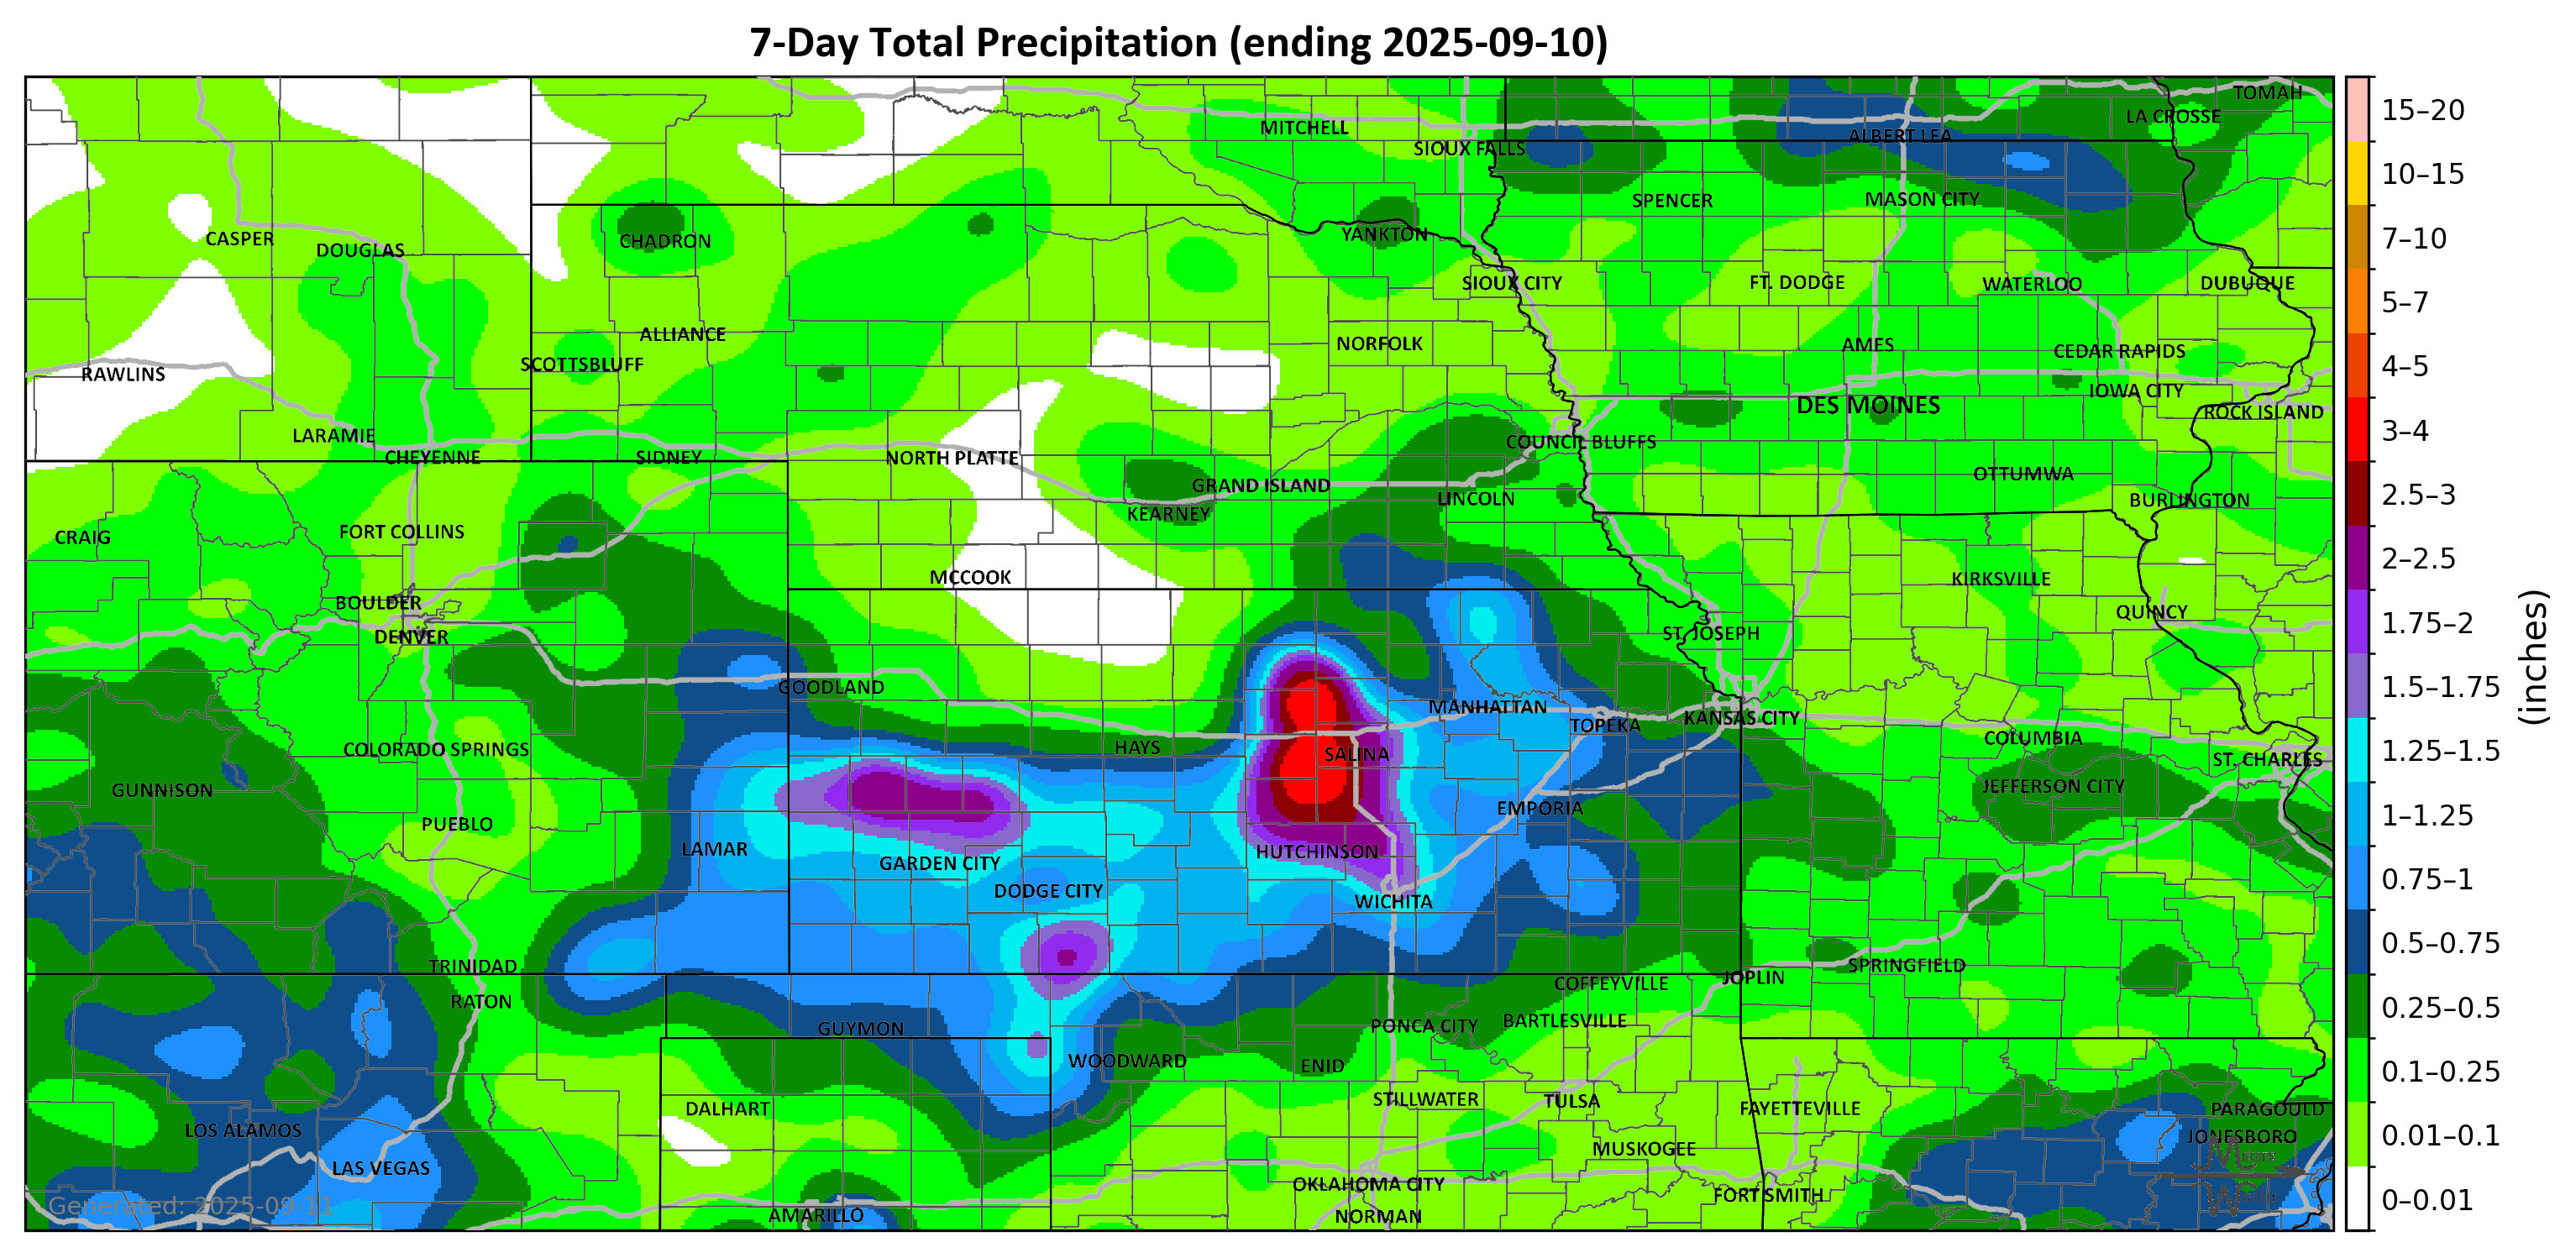 7-Day Total Precipitation (ending 2025-09-10)
TOMAH
LA CROSSE
MITCHELL
ALBERT LEA
SIOUX FALLS
SPENCER
MASON CITY
CASPER
DOUGLAS
CHADRON
YANKTON
SIOUX CITY
FT. DODGE
WATERLOO
DUBUQUE
ALLIANCE
SCOTTSBLUFF
NORFOLK
AMES
CEDAR RAPIDS
RAWLINS
IOWA CITY
DES MOINES
ROCK ISLAND
LARAMIE
COUNCIL BLUFFS
CHEYENNE
SIDNEY
NORTH PLATTE
OTTUMWA
GRAND ISLAND
LINCOLN
BURLINGTON
KEARNEY
CRAIG
FORT COLLINS
MCCOOK
KIRKSVILLE
BOULDER
QUINCY
DENVER
ST. JOSEPH
GOODLAND
MANHATTAN
TOPEKA
KANSAS CITY
COLORADO SPRINGS
HAYS
SALINA
COLUMBIA
ST. CHARLES
GUNNISON
JEFFERSON CITY
EMPORIA
PUEBLO
LAMAR
GARDEN CITY
HUTCHINSON
DODGE CITY
WICHITA
TRINIDAD
SPRINGFIELD
JOPLIN
COFFEYVILLE
RATON
GUYMON
PONCA CITY
BARTLESVILLE
WOODWARD
ENID
DALHART
STILLWATER
TULSA
FAYETTEVILLE
PARAGOULD
LOS ALAMOS
JONESBORO
MUSKOGEE
LAS VEGAS
OKLAHOMA CITY
FORT SMITH
AMARILLO
NORMAN
Generated: 2025-09-11
15–20
10–15
7–10
5–7
4–5
3–4
2.5–3
2–2.5
1.75–2
1.5–1.75
1.25–1.5
1–1.25
0.75–1
0.5–0.75
0.25–0.5
0.1–0.25
0.01–0.1
0–0.01
(inches)